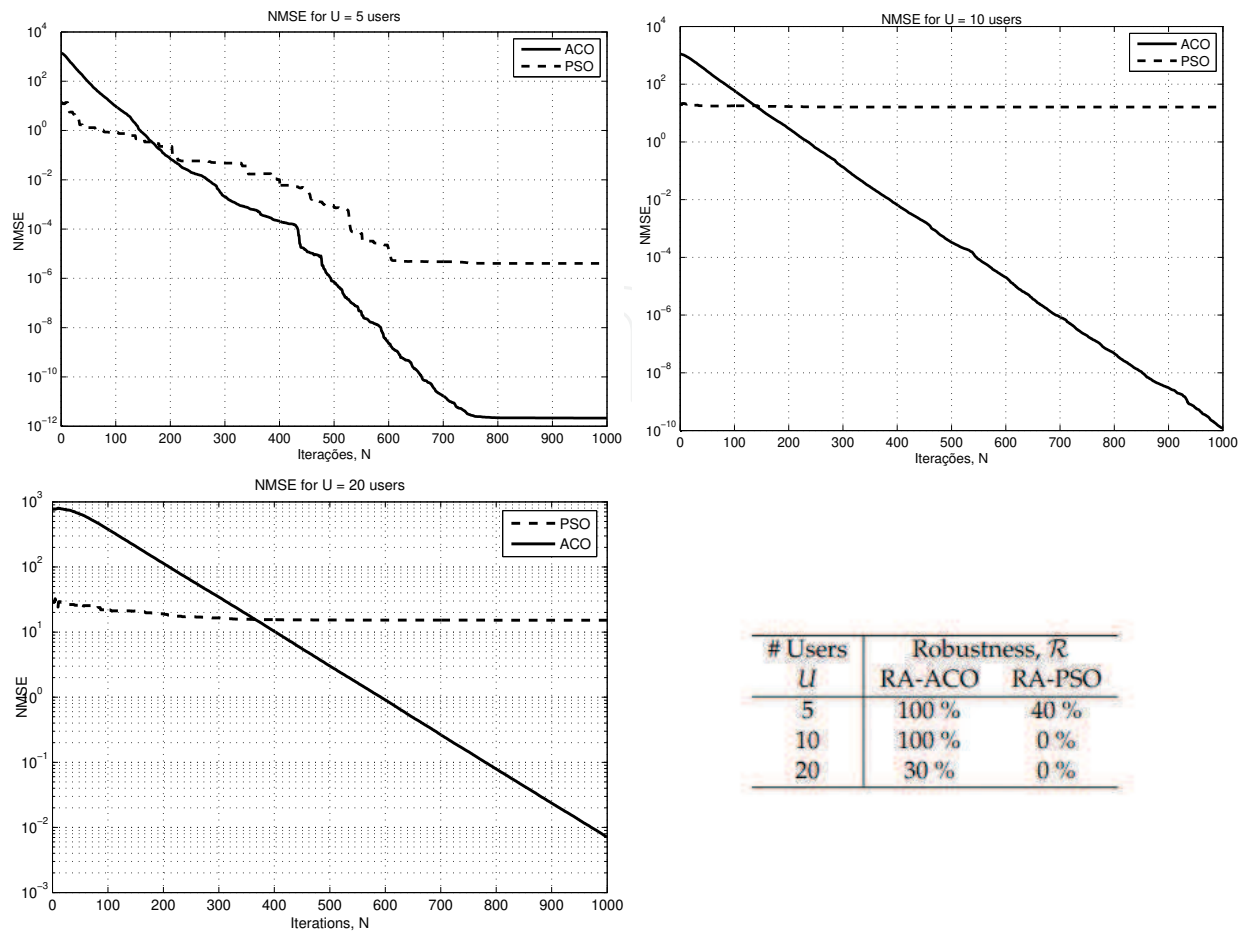 NMSE for U = 5 users
10^4
10^2
10^0
10^-2
10^-4
10^-6
10^-8
10^-10
10^-12
NMSE
0 100 200 300 400 500 600 700 800 900 1000
Iterações, N
ACO
PSO
NMSE for U = 10 users
10^4
10^2
10^0
10^-2
10^-4
10^-6
10^-8
10^-10
NMSE
0 100 200 300 400 500 600 700 800 900 1000
Iterações, N
ACO
PSO
NMSE for U = 20 users
10^3
10^2
10^1
10^0
10^-1
10^-2
10^-3
NMSE
0 100 200 300 400 500 600 700 800 900 1000
Iterations, N
PSO
ACO
# Users Robustness, R
U RA-ACO RA-PSO
5 100 % 40 %
10 100 % 0 %
20 30 % 0 %